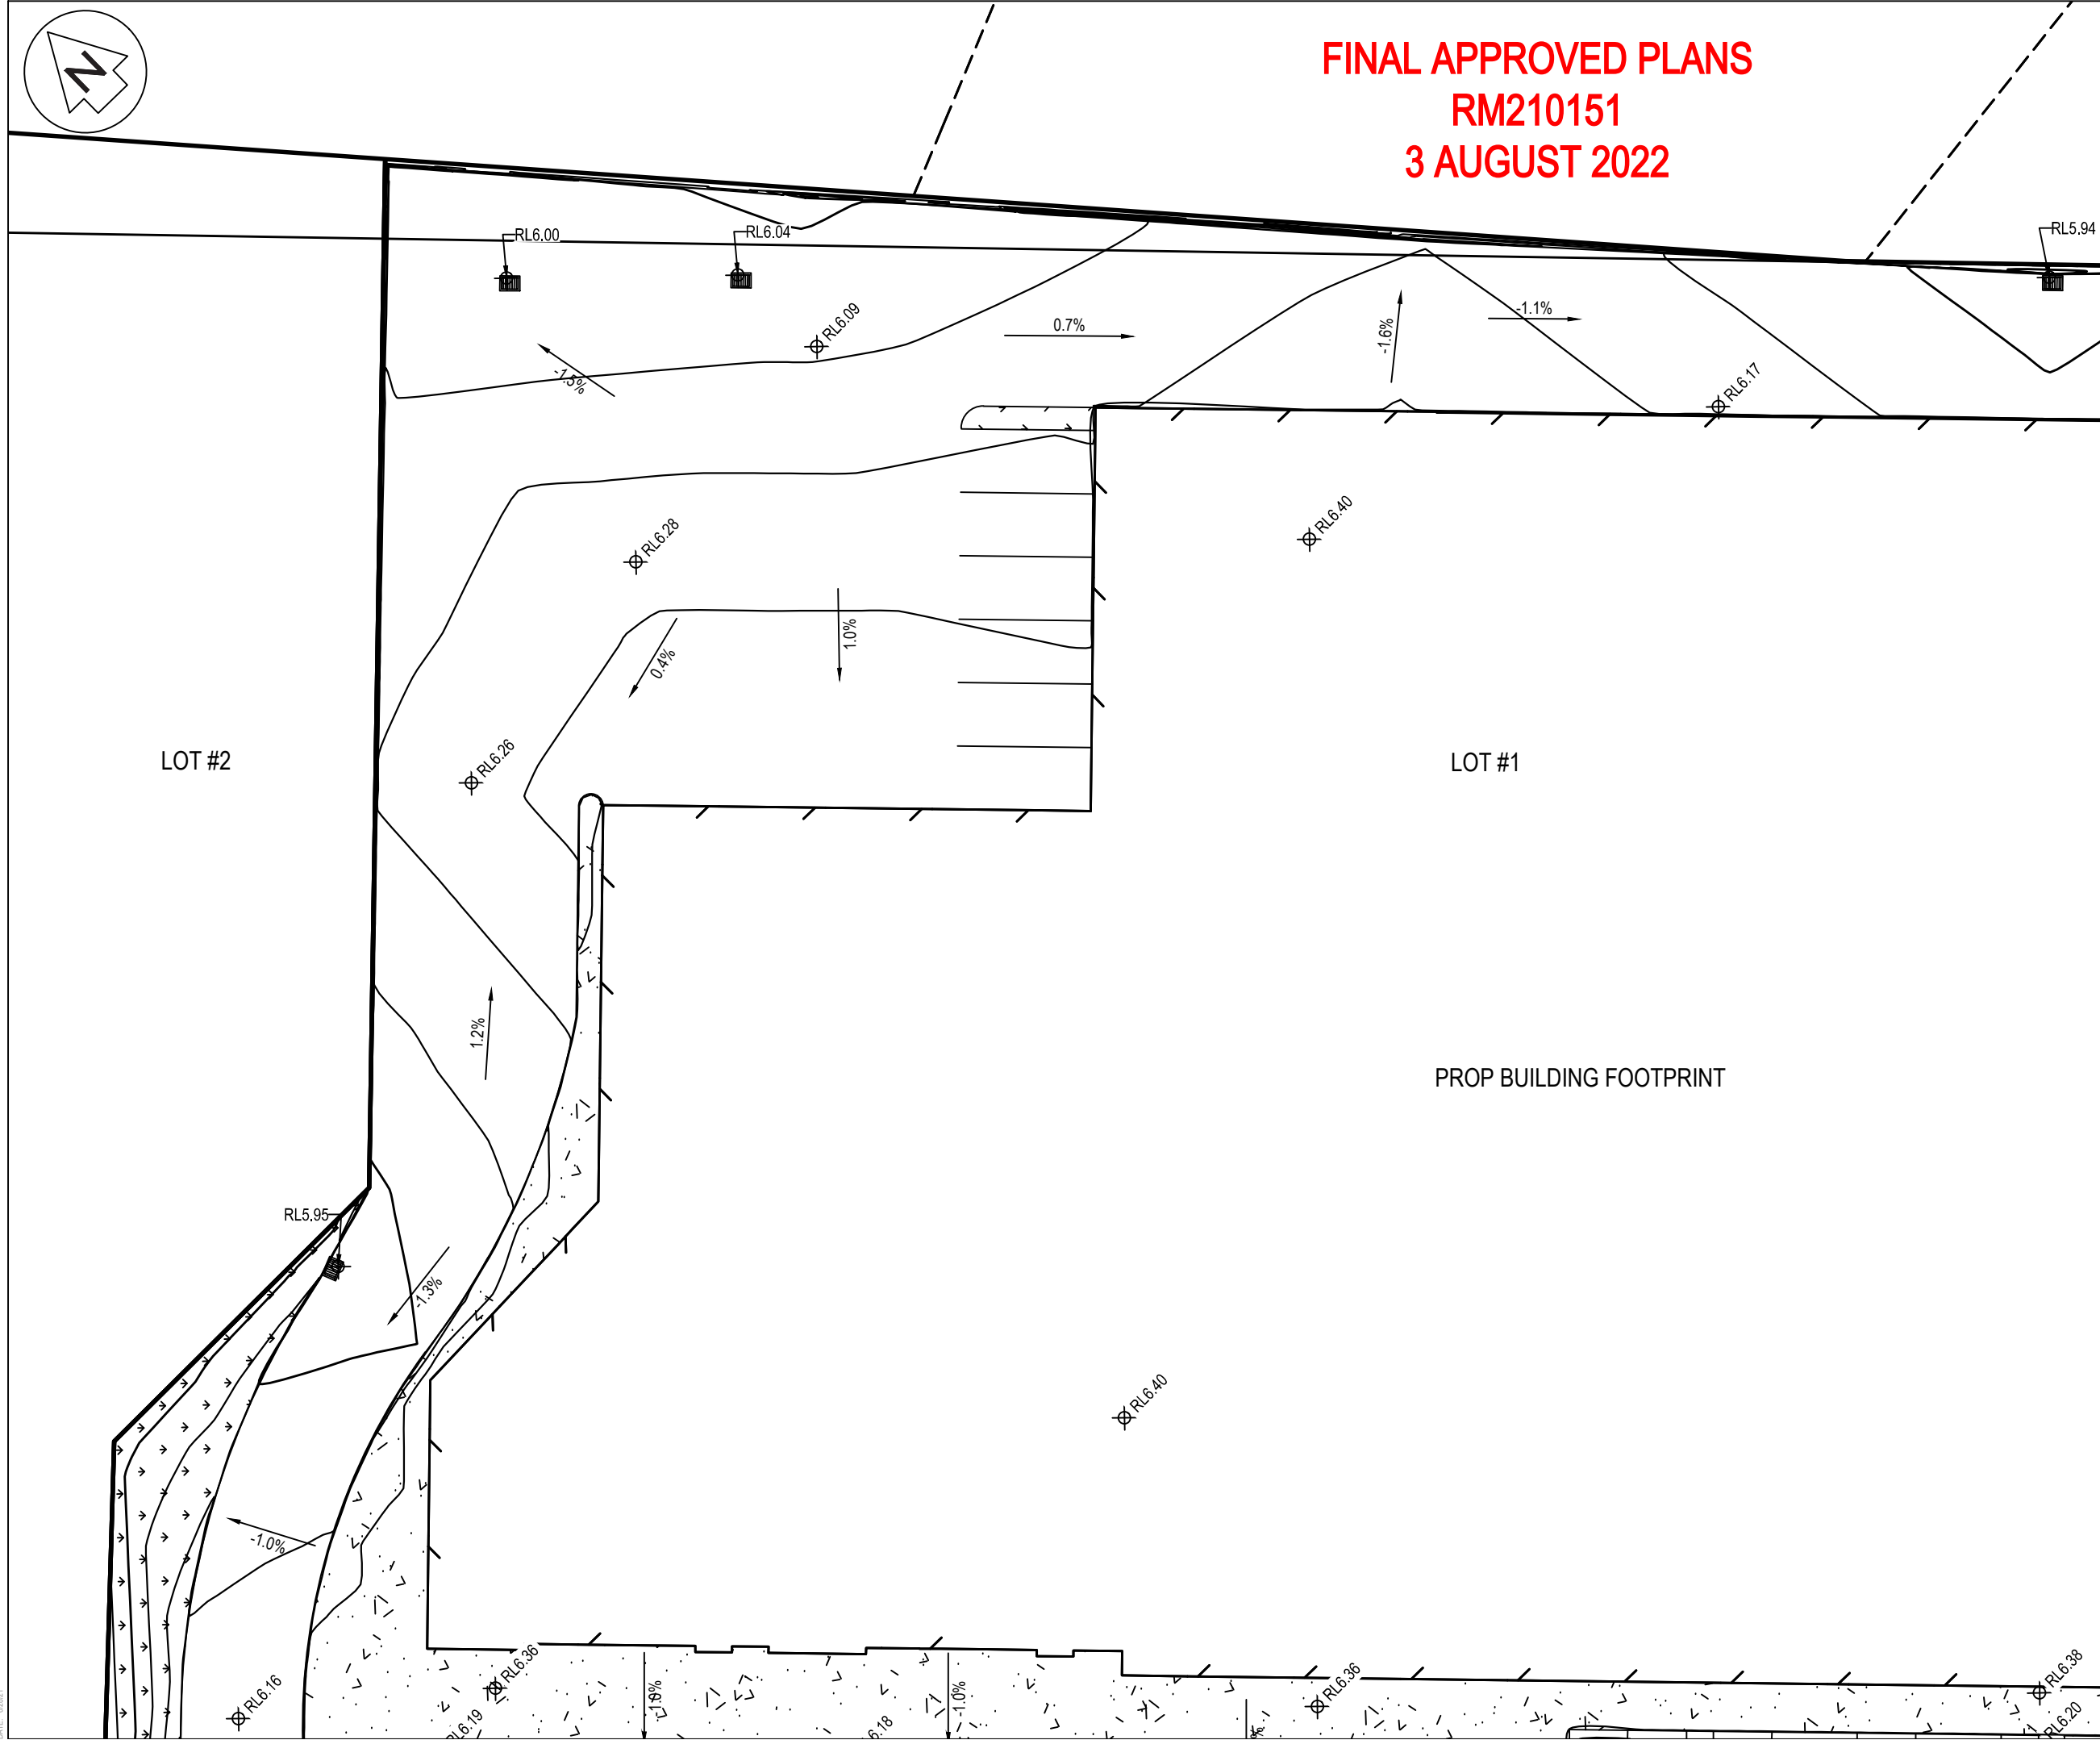 N
FINAL APPROVED PLANS
RM210151
3 AUGUST 2022
RL6.00
RL6.04
RL5.94
RL6.09
0.7%
-1.6%
-1.1%
-1.5%
RL6.17
RL6.40
RL6.28
1.0%
0.4%
LOT #2
RL6.26
LOT #1
1.2%
PROP BUILDING FOOTPRINT
RL5.95
-1.3%
RL6.40
-1.0%
RL6.16
RL6.36
RL6.19
-1.0%
6.18
-1.0%
RL6.36
RL6.38
RL6.20